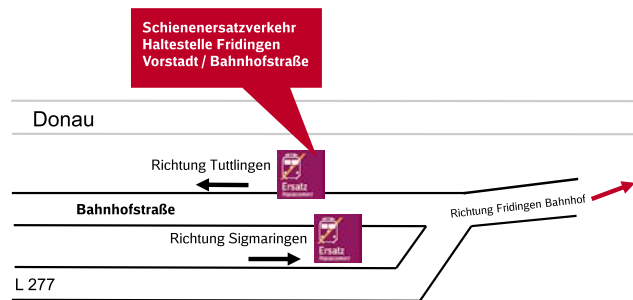 Schienenersatzverkehr
Haltestelle Fridingen
Vorstadt / Bahnhofstraße
Donau
Richtung Tuttlingen
Ersatz
Bahnhofstraße
Richtung Fridingen Bahnhof
Richtung Sigmaringen
Ersatz
L 277